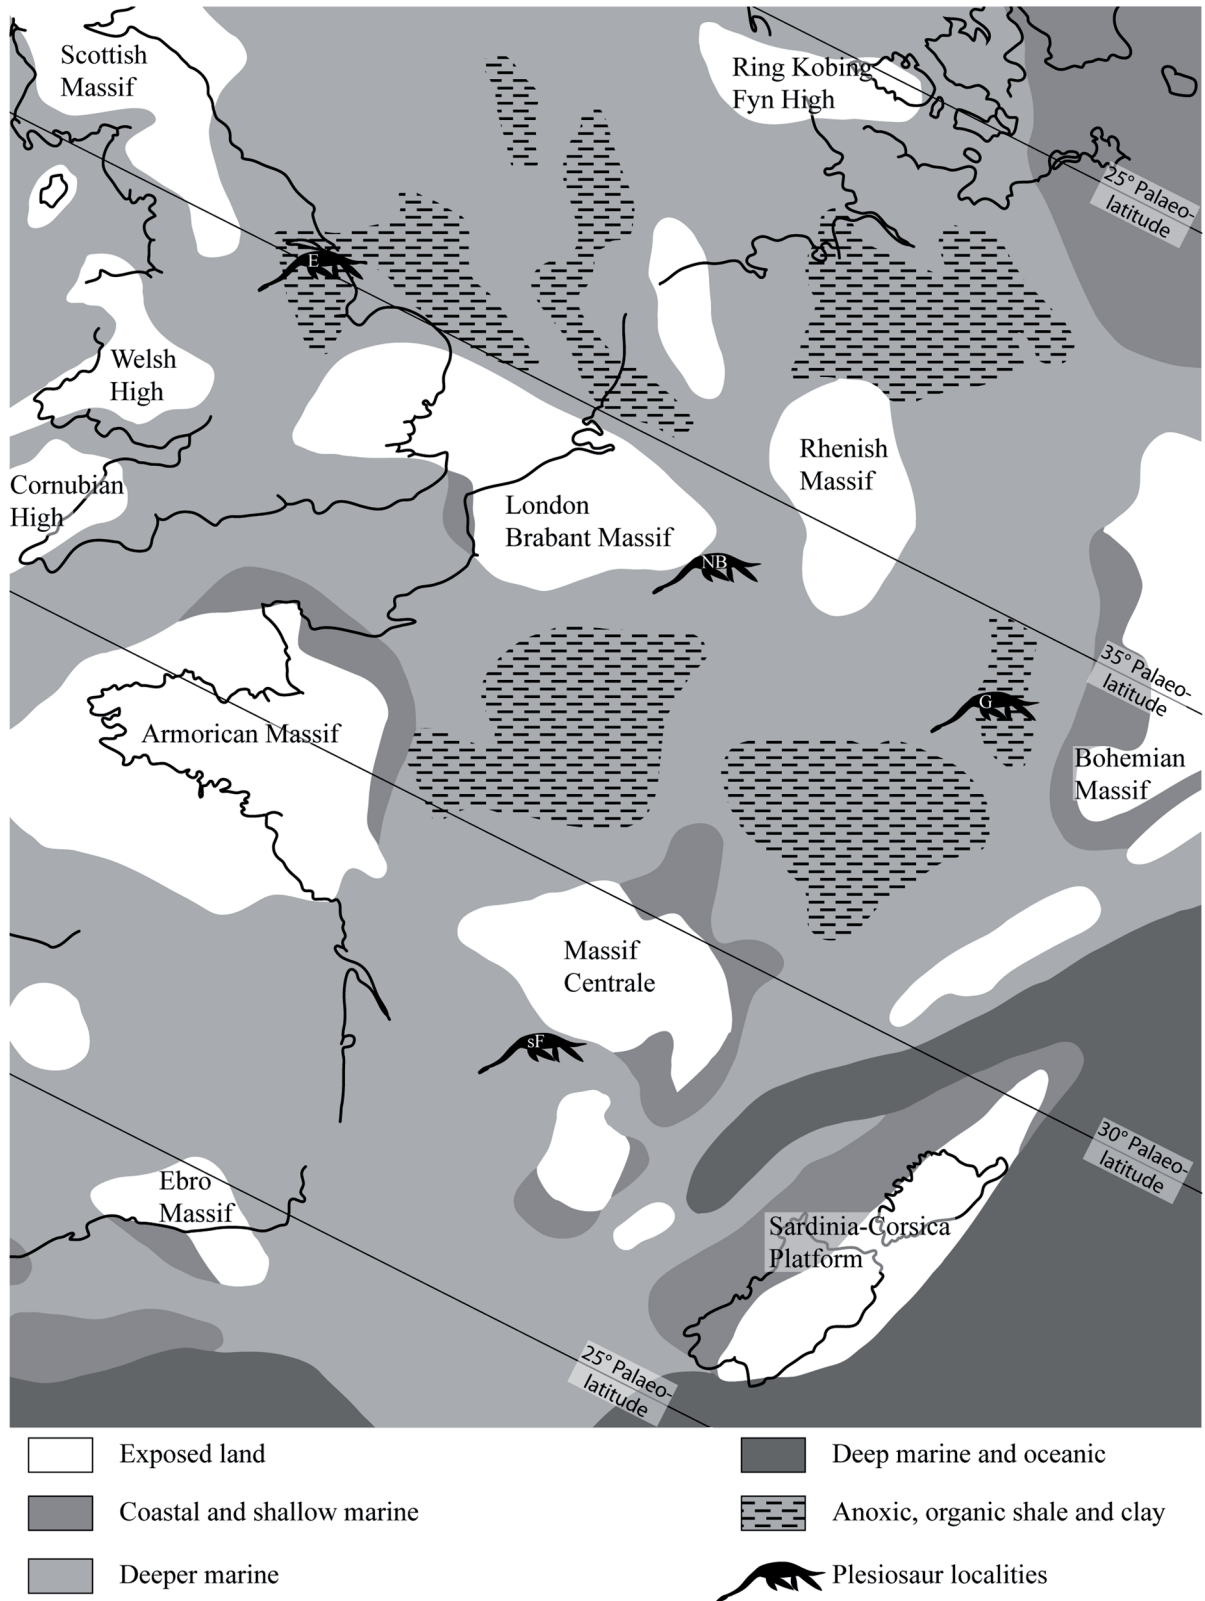 Scottish
Massif
Ring Kobing
Fyn High
25° Palaeo-
latitude
E
Welsh
High
Rhenish
Massif
Cornubian
High
London
Brabant Massif
NB
35° Palaeo-
latitude
G
Armorican Massif
Bohemian
Massif
Massif
Centrale
sF
30° Palaeo-
latitude
Ebro
Massif
Sardinia-Corsica
Platform
25° Palaeo-
latitude
Exposed land
Deep marine and oceanic
Coastal and shallow marine
Anoxic, organic shale and clay
Deeper marine
Plesiosaur localities